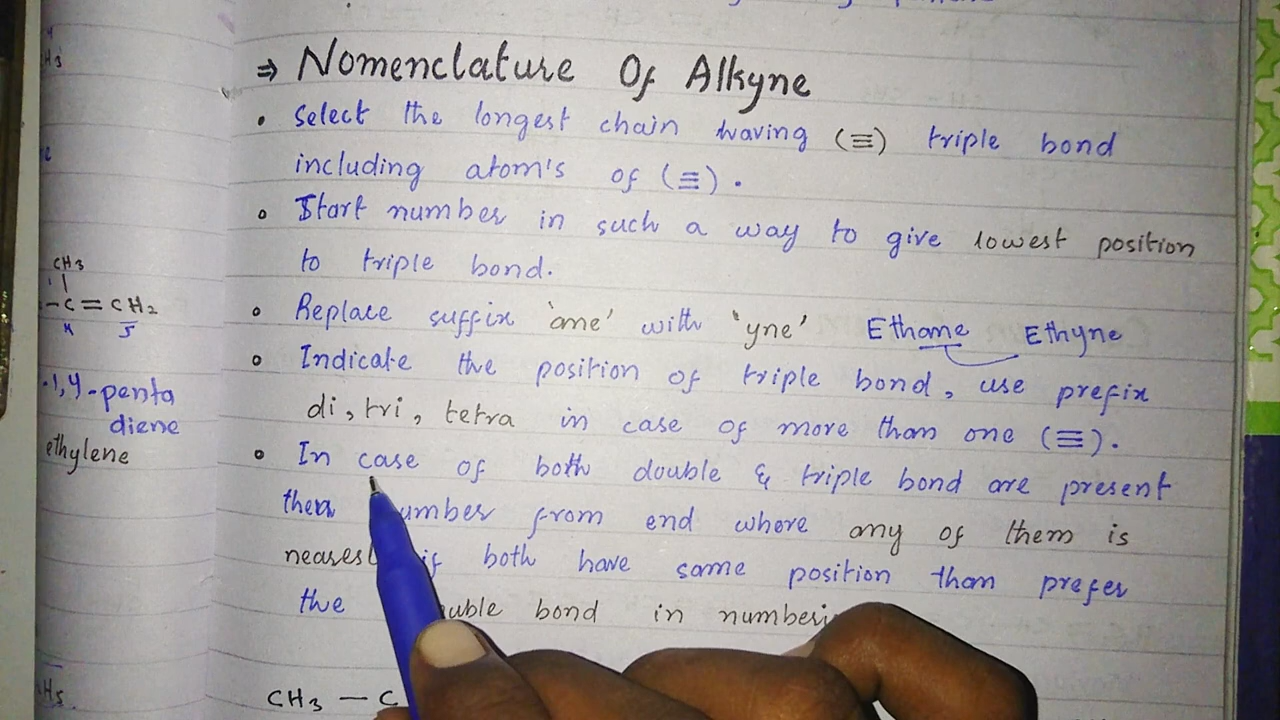 ⇒ Nomenclature Of Alkyne
• Select the longest chain having (≡) triple bond
including atom's of (≡).
• Start number in such a way to give lowest position
to triple bond.
• Replace suffix 'ane' with 'yne' Ethane Ethyne
• Indicate the position of triple bond, use prefix
di, tri, tetra in case of more than one (≡).
• In case of both double & triple bond are present
then umber from end where any of them is
nearest if both have same position than prefer
the uble bond in numberi
CH3 — C
H3
CH3
-C=CH2
4 5
1,4-penta
diene
ethylene
H5.